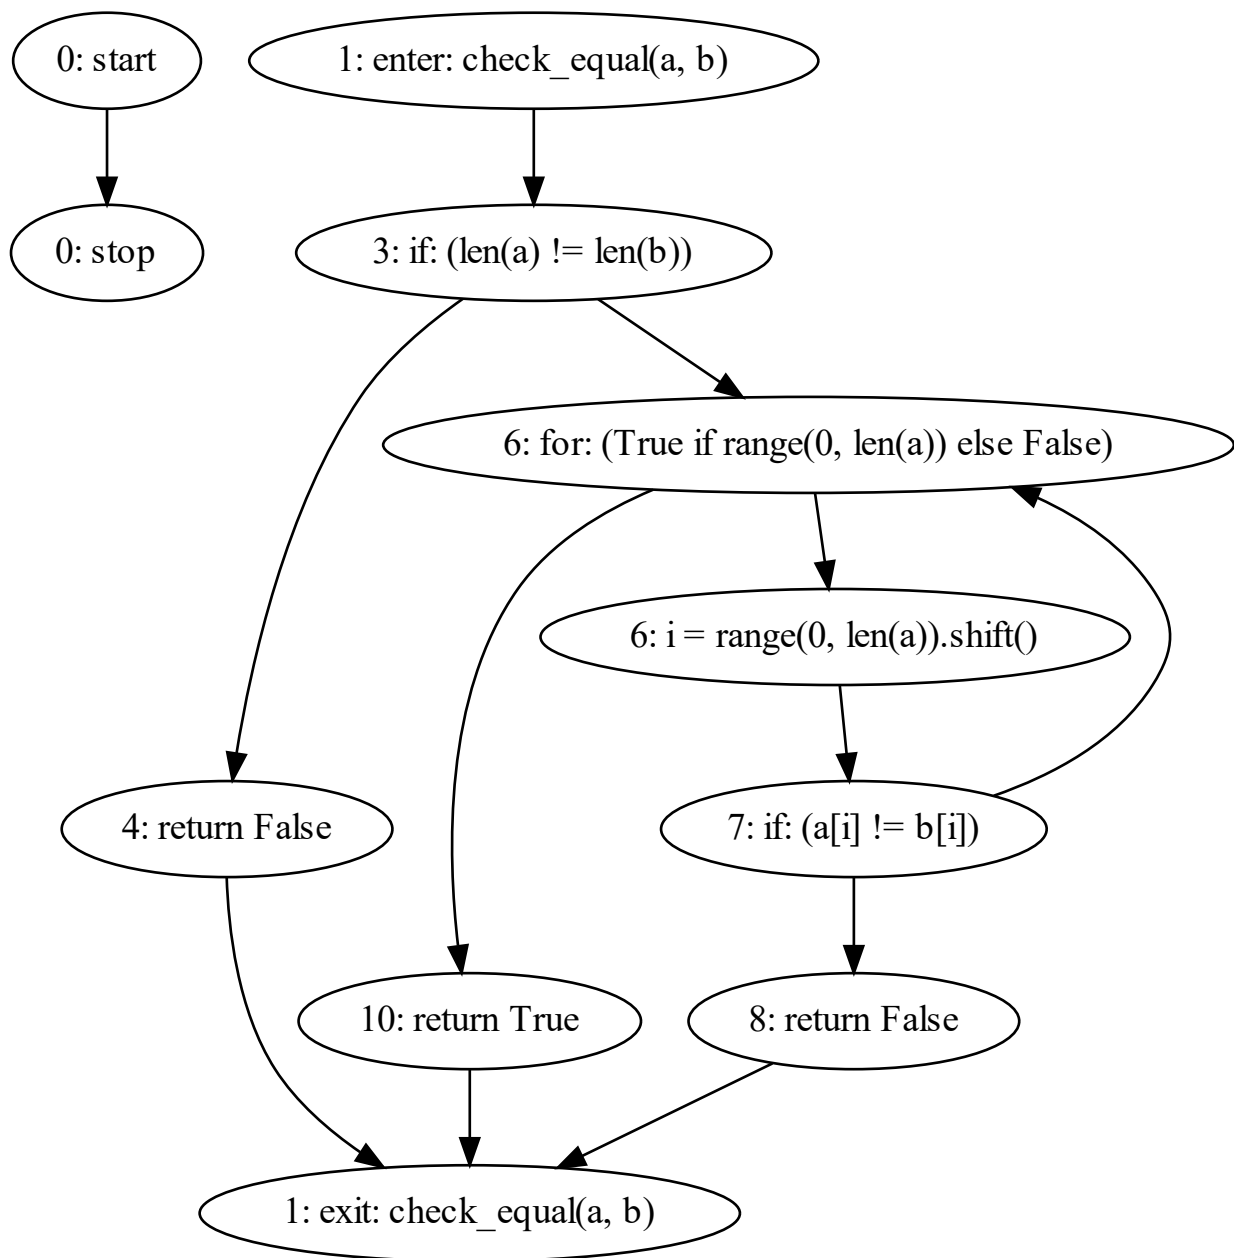 0: start
1: enter: check_equal(a, b)
0: stop
3: if: (len(a) != len(b))
6: for: (True if range(0, len(a)) else False)
6: i = range(0, len(a)).shift()
4: return False
7: if: (a[i] != b[i])
10: return True
8: return False
1: exit: check_equal(a, b)